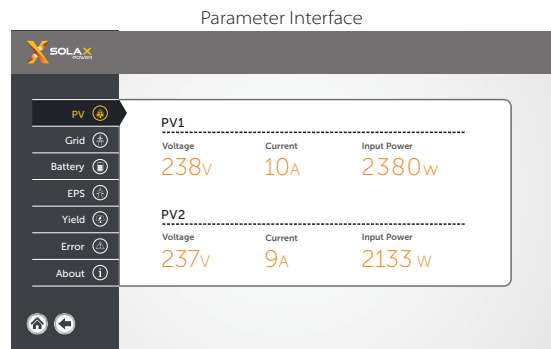 Parameter Interface
SOLAX
POWER
PV
Grid
Battery
EPS
Yield
Error
About
PV1
Voltage Current Input Power
238V 10A 2380W
PV2
Voltage Current Input Power
237V 9A 2133 W